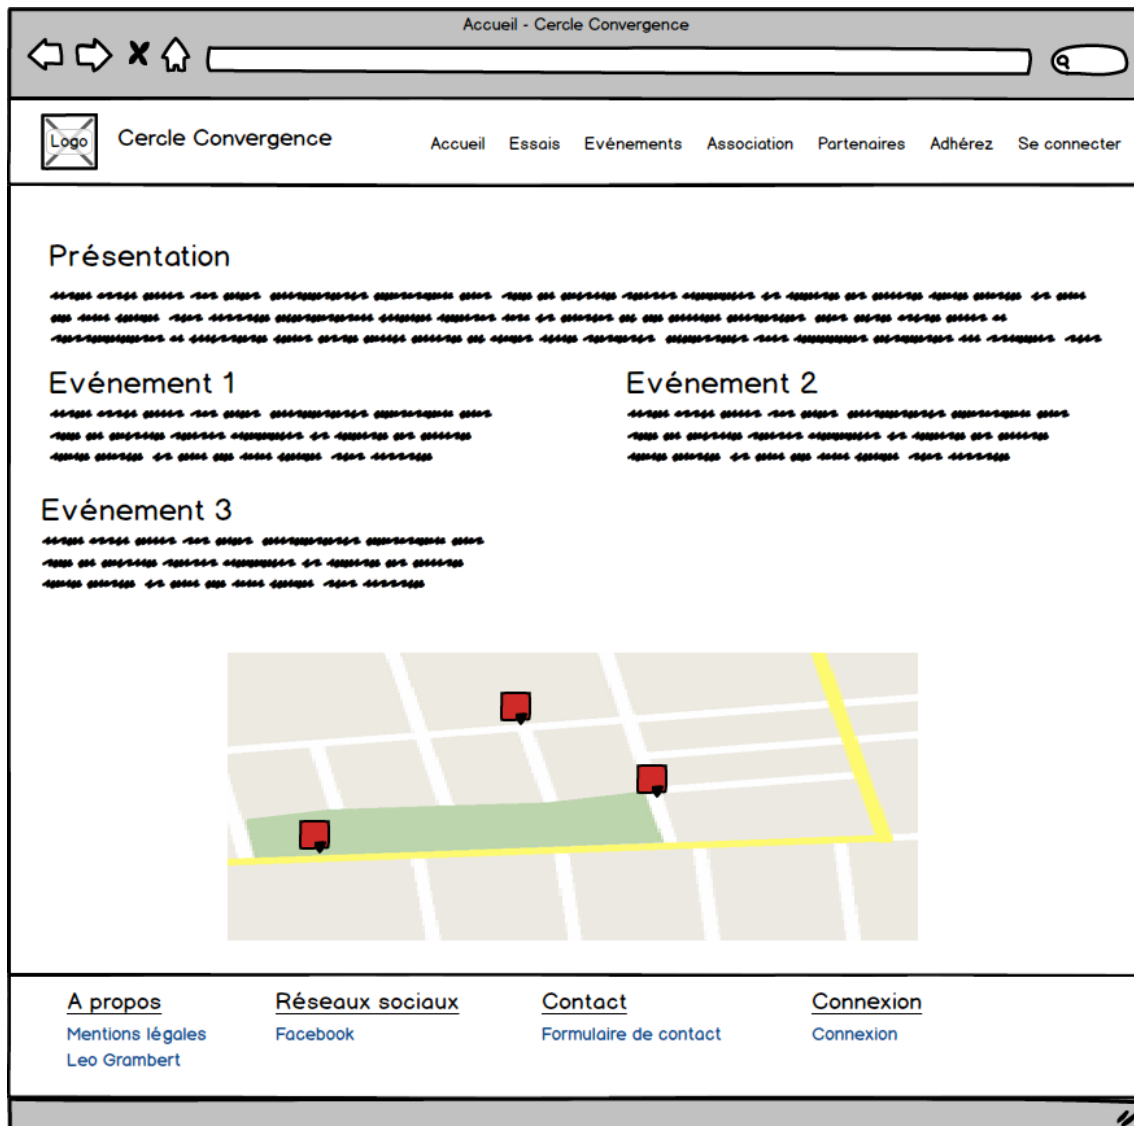 Accueil - Cercle Convergence
Logo
Cercle Convergence
Accueil Essais Evénements Association Partenaires Adhérez Se connecter
Présentation
Evénement 1
Evénement 2
Evénement 3
A propos
Mentions légales
Leo Grambert
Réseaux sociaux
Facebook
Contact
Formulaire de contact
Connexion
Connexion